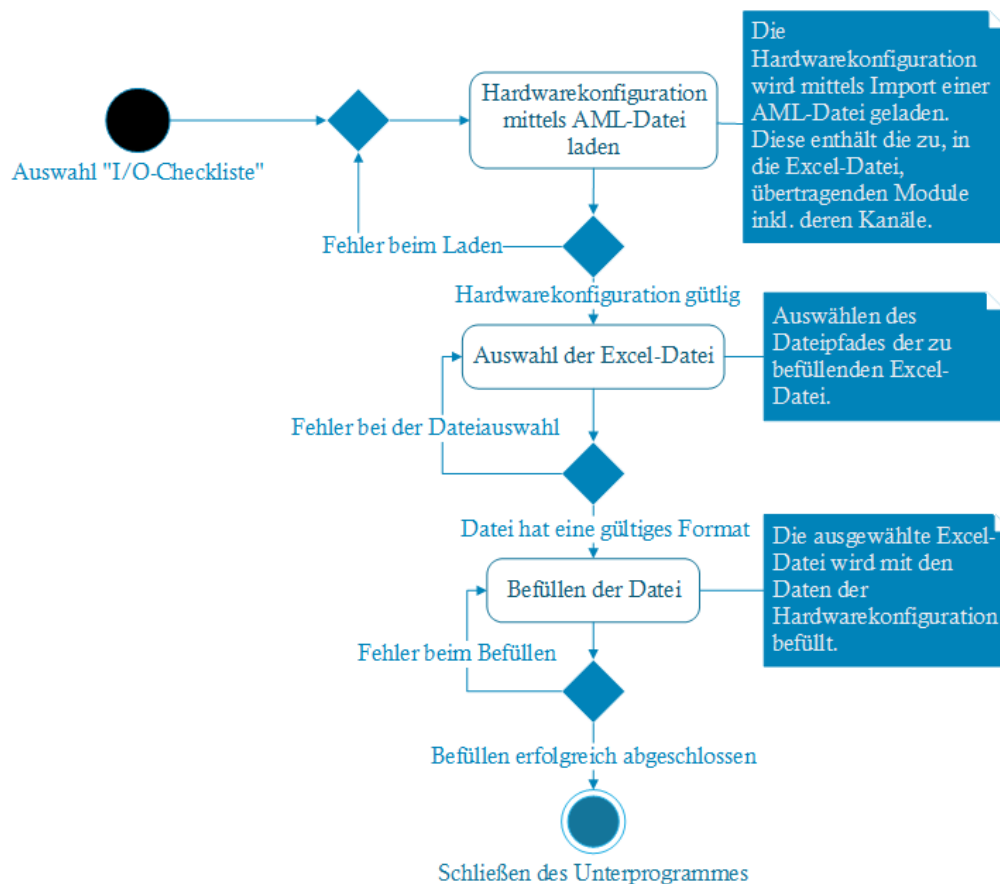 Auswahl "I/O-Checkliste"
Hardwarekonfiguration
mittels AML-Datei
laden
Die
Hardwarekonfiguration
wird mittels Import einer
AML-Datei geladen.
Diese enthält die zu, in
die Excel-Datei,
übertragenden Module
inkl. deren Kanäle.
Fehler beim Laden
Hardwarekonfiguration gütlig
Auswahl der Excel-Datei
Auswählen des
Dateipfades der zu
befüllenden Excel-
Datei.
Fehler bei der Dateiauswahl
Datei hat eine gültiges Format
Befüllen der Datei
Die ausgewählte Excel-
Datei wird mit den
Daten der
Hardwarekonfiguration
befüllt.
Fehler beim Befüllen
Befüllen erfolgreich abgeschlossen
Schließen des Unterprogrammes